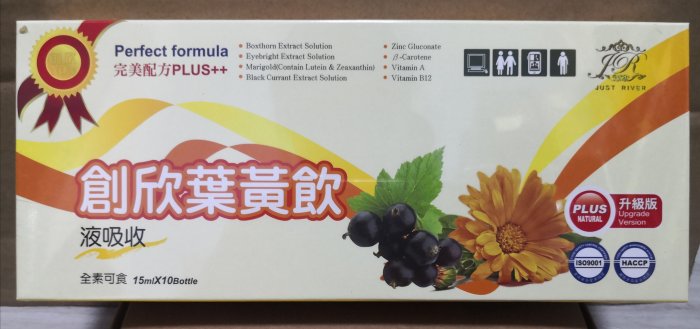 Perfect formula
完美配方PLUS++
• Boxthorn Extract Solution
• Eyebright Extract Solution
• Marigold(Contain Lutein & Zeaxanthin)
• Black Currant Extract Solution
• Zinc Gluconate
• β-Carotene
• Vitamin A
• Vitamin B12
JR
JUST RIVER
創欣葉黃飲
液吸收
全素可食 15mlX10Bottle
PLUS
NATURAL
升級版
Upgrade
Version
ISO9001
HACCP